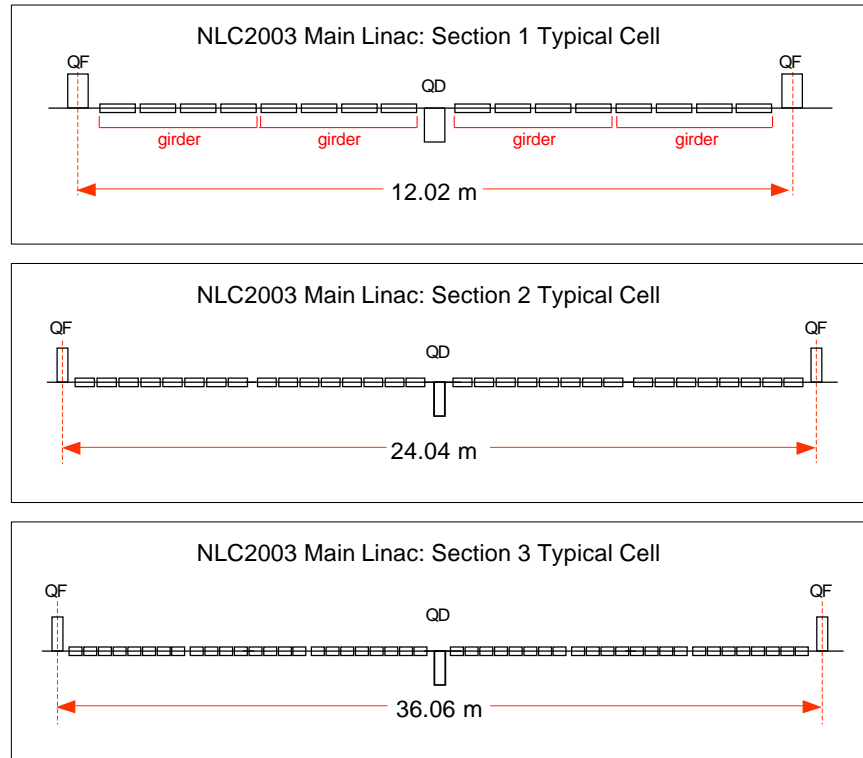 NLC2003 Main Linac: Section 1 Typical Cell
QF QF
QD
girder girder girder girder
12.02 m
NLC2003 Main Linac: Section 2 Typical Cell
QF QF
QD
24.04 m
NLC2003 Main Linac: Section 3 Typical Cell
QF QF
QD
36.06 m